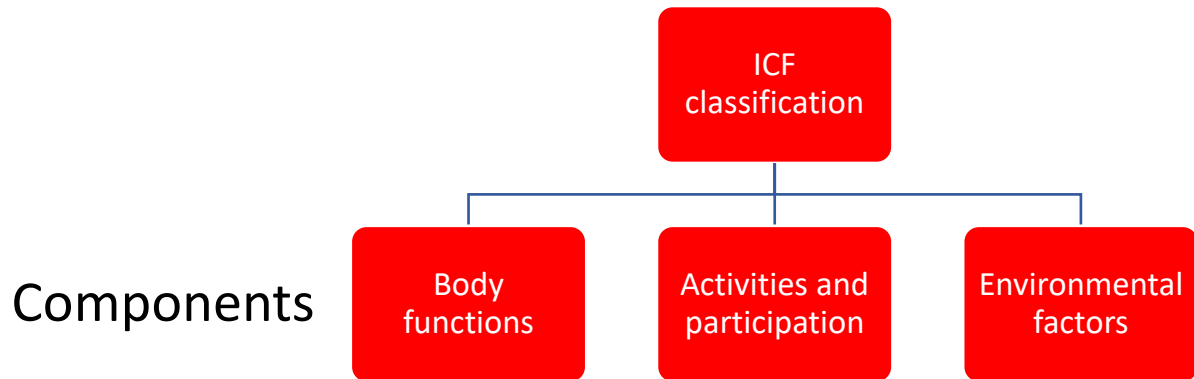 ICF
classification
Components
Body
functions
Activities and
participation
Environmental
factors